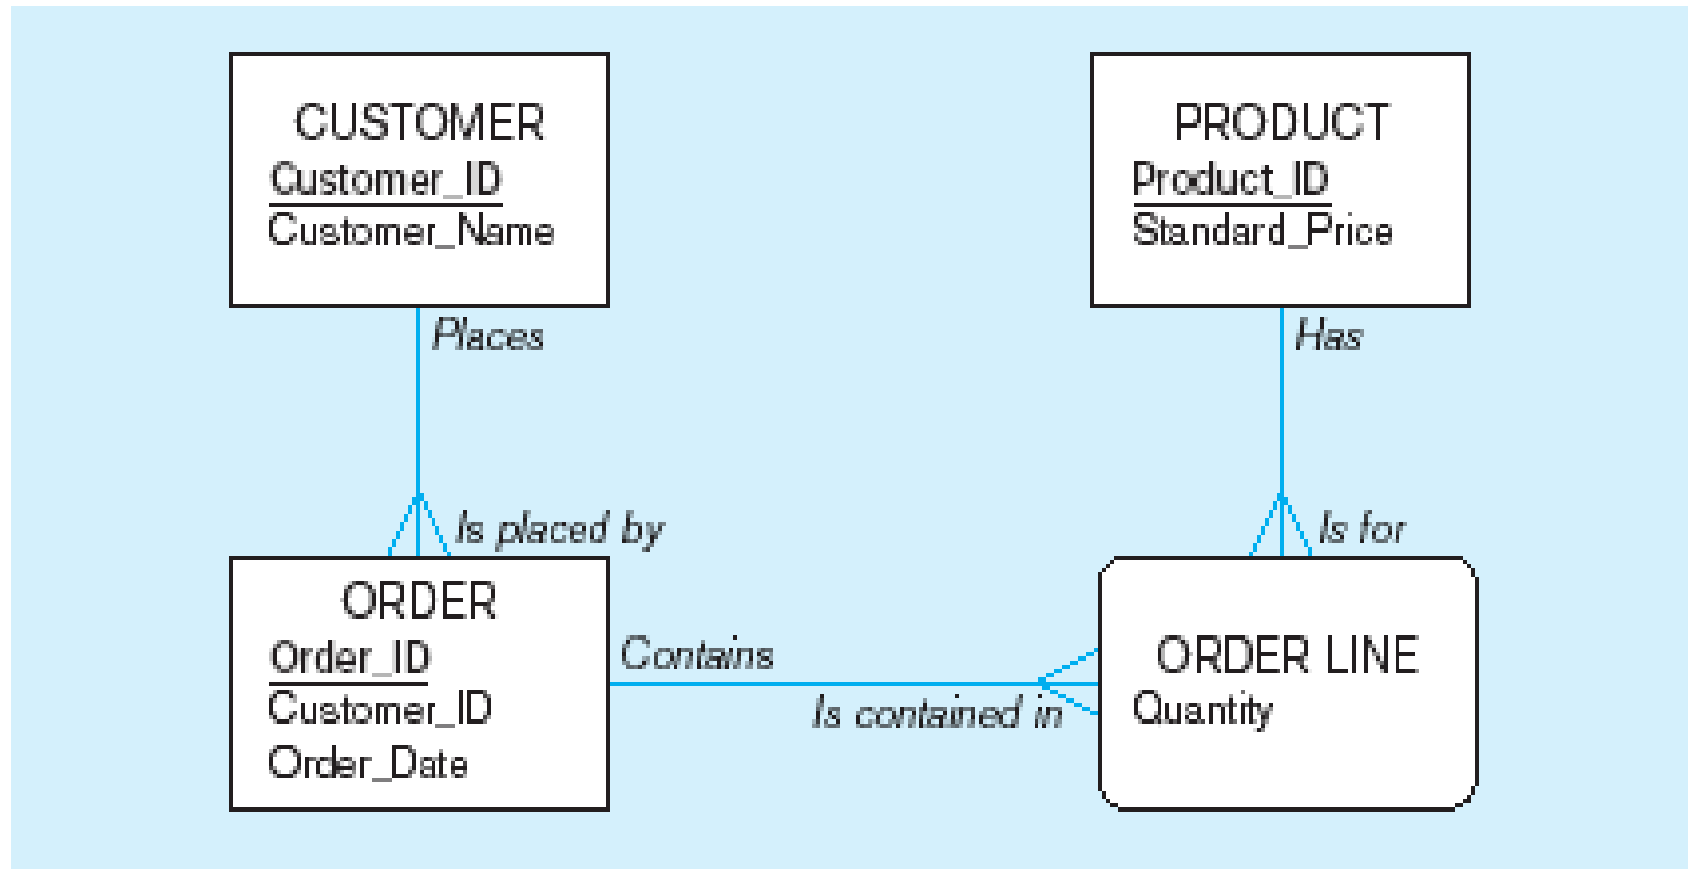 CUSTOMER
Customer_ID
Customer_Name
PRODUCT
Product_ID
Standard_Price
Places
Has
Is placed by
Is for
ORDER
Order_ID
Customer_ID
Order_Date
Contains
Is contained in
ORDER LINE
Quantity